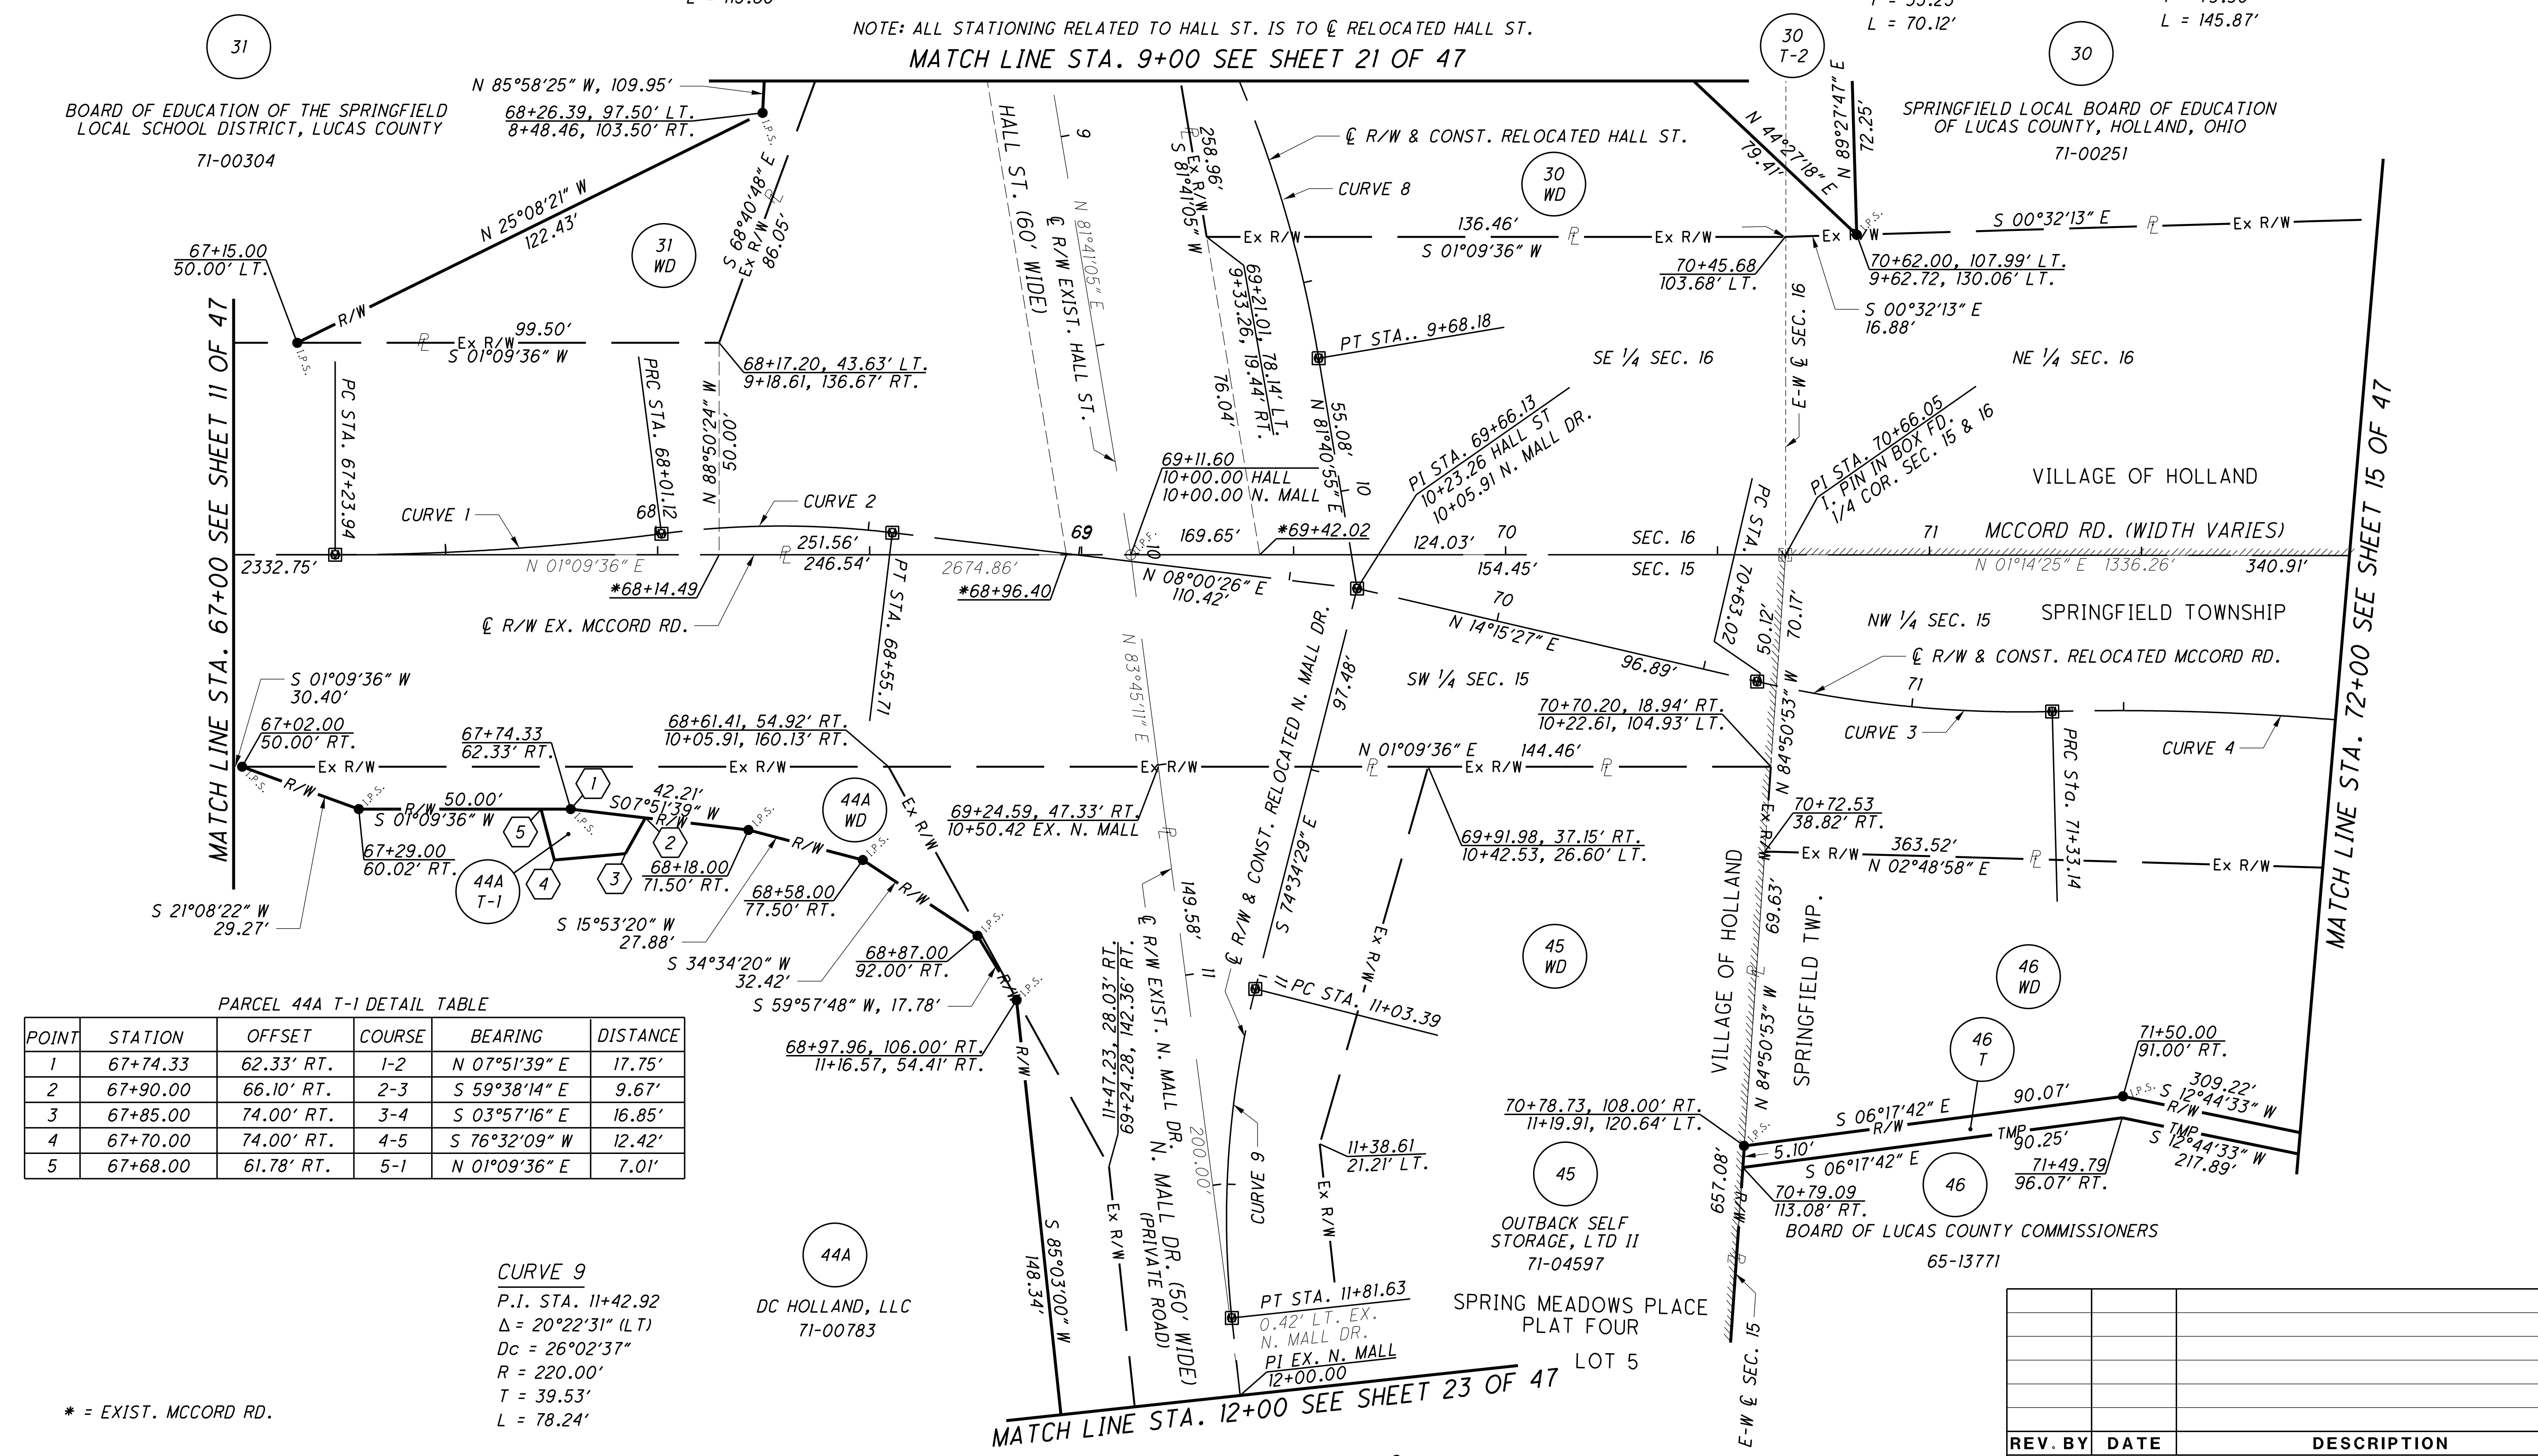 NOTE: ALL STATIONING RELATED TO HALL ST. IS TO ℄ RELOCATED HALL ST.
MATCH LINE STA. 9+00 SEE SHEET 21 OF 47
L = 70.12'
L = 145.87'
31
BOARD OF EDUCATION OF THE SPRINGFIELD
LOCAL SCHOOL DISTRICT, LUCAS COUNTY
71-00304
N 85°58'25" W, 109.95'
68+26.39, 97.50' LT.
8+48.46, 103.50' RT.
I.P.S.
N 25°08'21" W
122.43'
R/W
67+15.00
50.00' LT.
I.P.S.
31
WD
S 68°40'48" E
Ex R/W
86.05'
HALL ST. (60' WIDE)
9
N 81°41'05" E
℄ R/W EXIST. HALL ST.
258.96'
Ex R/W
S 81°41'05" W
℄ R/W & CONST. RELOCATED HALL ST.
CURVE 8
30
WD
30
T-2
30
SPRINGFIELD LOCAL BOARD OF EDUCATION
OF LUCAS COUNTY, HOLLAND, OHIO
71-00251
N 44°27'18" E
79.41'
N 89°27'47" E
72.25'
I.P.S.
Ex R/W
136.46'
S 01°09'36" W
Ex R/W
Ex R/W
S 00°32'13" E
Ex R/W
70+45.68
103.68' LT.
70+62.00, 107.99' LT.
9+62.72, 130.06' LT.
S 00°32'13" E
16.88'
MATCH LINE STA. 67+00 SEE SHEET 11 OF 47
99.50'
Ex R/W
S 01°09'36" W
68+17.20, 43.63' LT.
9+18.61, 136.67' RT.
PC STA. 67+23.94
PRC STA. 68+01.12
N 88°50'24" W
50.00'
69+21.01, 78.14' LT.
9+33.26, 19.44' RT.
76.04'
PT STA.. 9+68.18
55.08'
N 81°40'55" E
10
SE ¼ SEC. 16
E-W ℄ SEC. 16
NE ¼ SEC. 16
PI STA. 69+66.13
10+23.26 HALL ST
10+05.91 N. MALL DR.
PI STA. 70+66.05
I. PIN IN BOX FD.
1/4 COR. SEC. 15 & 16
VILLAGE OF HOLLAND
MCCORD RD. (WIDTH VARIES)
MATCH LINE STA. 72+00 SEE SHEET 15 OF 47
69+11.60
10+00.00 HALL
10+00.00 N. MALL
CURVE 1
68
CURVE 2
251.56'
246.54'
69
9
10
I.P.S.
169.65'
*69+42.02
124.03'
70
154.45'
SEC. 16
SEC. 15
PC STA. 70+63.02
71
2332.75'
N 01°09'36" E
2674.86'
N 01°14'25" E 1336.26'
340.91'
*68+14.49
*68+96.40
N 08°00'26" E
110.42'
70
N 14°15'27" E
96.89'
50.12'
70.17'
℄ R/W EX. MCCORD RD.
PT STA. 68+55.71
NW ¼ SEC. 15
SPRINGFIELD TOWNSHIP
℄ R/W & CONST. RELOCATED MCCORD RD.
71
CURVE 3
CURVE 4
PRC Sta. 71+33.14
SW ¼ SEC. 15
N 83°45'11" E
℄ R/W & CONST. RELOCATED N. MALL DR.
97.48'
S 74°34'29" E
S 01°09'36" W
30.40'
67+02.00
50.00' RT.
I.P.S.
Ex R/W
67+74.33
62.33' RT.
68+61.41, 54.92' RT.
10+05.91, 160.13' RT.
Ex R/W
Ex R/W
N 01°09'36" E
144.46'
Ex R/W
70+70.20, 18.94' RT.
10+22.61, 104.93' LT.
N 84°50'53" W
R/W
I.P.S.
R/W
50.00'
S 01°09'36" W
67+29.00
60.02' RT.
S 21°08'22" W
29.27'
1
2
3
4
5
I.P.S.
44A
T-1
42.21'
S07°51'39" W
R/W
I.P.S.
68+18.00
71.50' RT.
S 15°53'20" W
27.88'
R/W
44A
WD
I.P.S.
68+58.00
77.50' RT.
S 34°34'20" W
32.42'
R/W
Ex R/W
68+87.00
92.00' RT.
I.P.S.
S 59°57'48" W, 17.78'
R/W
I.P.S.
68+97.96, 106.00' RT.
11+16.57, 54.41' RT.
69+24.59, 47.33' RT.
10+50.42 EX. N. MALL
69+91.98, 37.15' RT.
10+42.53, 26.60' LT.
70+72.53
38.82' RT.
Ex R/W
Ex R/W
363.52'
N 02°48'58" E
Ex R/W
149.58'
11
℄ R/W EXIST. N. MALL DR.
11+47.23, 28.03' RT.
69+24.28, 142.36' RT.
11
PC STA. 11+03.39
Ex R/W
45
WD
VILLAGE OF HOLLAND
69.63'
N 84°50'53" W
SPRINGFIELD TWP.
46
WD
46
T
71+50.00
91.00' RT.
I.P.S.
309.22'
S 12°44'33" W
R/W
TMP
S 12°44'33" W
217.89'
70+78.73, 108.00' RT.
11+19.91, 120.64' LT.
I.P.S.
S 06°17'42" E
R/W
90.07'
TMP
90.25'
S 06°17'42" E
5.10'
71+49.79
96.07' RT.
70+79.09
113.08' RT.
46
BOARD OF LUCAS COUNTY COMMISSIONERS
65-13771
657.08'
R/W
E-W ℄ SEC. 15
PARCEL 44A T-1 DETAIL TABLE
POINT STATION OFFSET COURSE BEARING DISTANCE
1 67+74.33 62.33' RT. 1-2 N 07°51'39" E 17.75'
2 67+90.00 66.10' RT. 2-3 S 59°38'14" E 9.67'
3 67+85.00 74.00' RT. 3-4 S 03°57'16" E 16.85'
4 67+70.00 74.00' RT. 4-5 S 76°32'09" W 12.42'
5 67+68.00 61.78' RT. 5-1 N 01°09'36" E 7.01'
R/W
S 85°03'00" W
148.34'
Ex R/W
N. MALL DR. (50' WIDE)
(PRIVATE ROAD)
200.00'
CURVE 9
11+38.61
21.21' LT.
Ex R/W
45
OUTBACK SELF
STORAGE, LTD II
71-04597
SPRING MEADOWS PLACE
PLAT FOUR
LOT 5
44A
DC HOLLAND, LLC
71-00783
CURVE 9
P.I. STA. 11+42.92
Δ = 20°22'31" (LT)
Dc = 26°02'37"
R = 220.00'
T = 39.53'
L = 78.24'
PT STA. 11+81.63
0.42' LT. EX.
N. MALL DR.
PI EX. N. MALL
12+00.00
MATCH LINE STA. 12+00 SEE SHEET 23 OF 47
* = EXIST. MCCORD RD.
REV. BY DATE DESCRIPTION